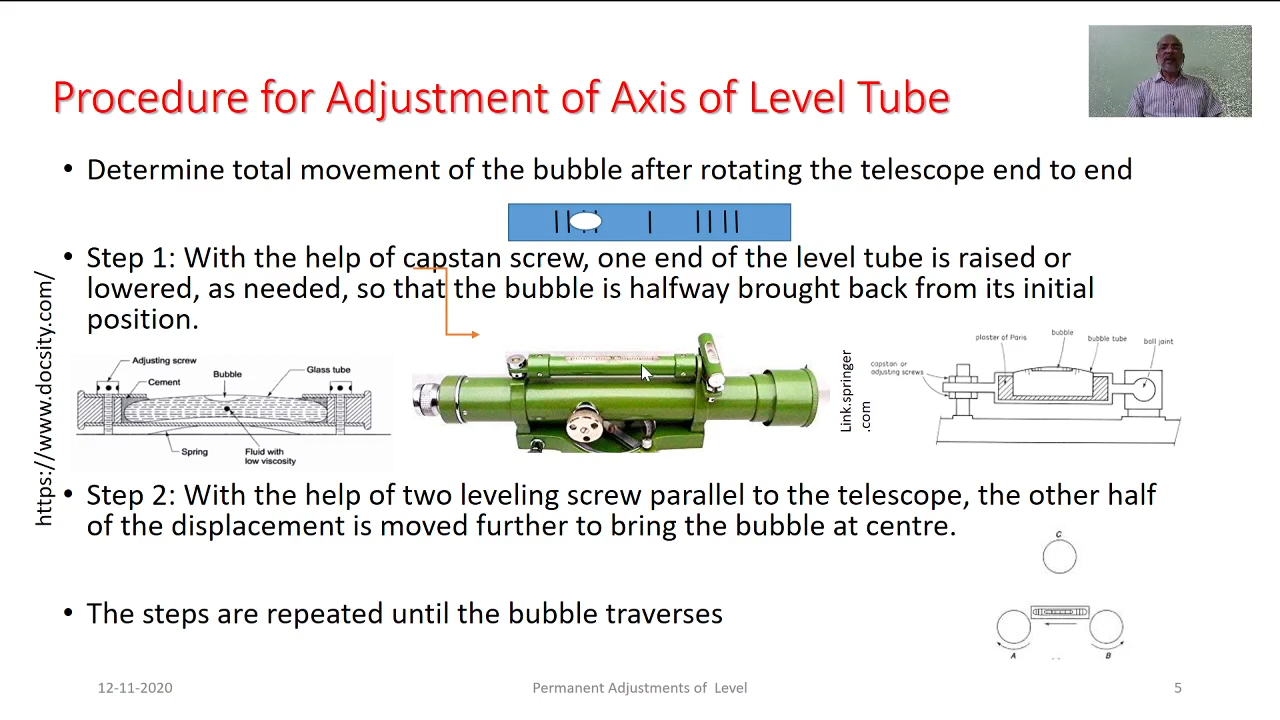 Procedure for Adjustment of Axis of Level Tube
• Determine total movement of the bubble after rotating the telescope end to end
• Step 1: With the help of capstan screw, one end of the level tube is raised or
lowered, as needed, so that the bubble is halfway brought back from its initial
position.
https://www.docsity.com/
Adjusting screw
Cement
Bubble
Glass tube
Spring
Fluid with
low viscosity
Link.springer
.com
plaster of Paris
bubble
bubble tube
ball joint
capstan or
adjusting screws
• Step 2: With the help of two leveling screw parallel to the telescope, the other half
of the displacement is moved further to bring the bubble at centre.
C
A
B
• The steps are repeated until the bubble traverses
12-11-2020
Permanent Adjustments of Level
5